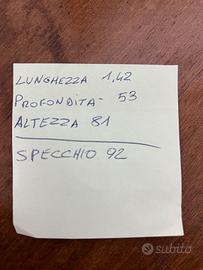 LUNGHEZZA 1,42
PROFONDITA- 53
ALTEZZA 81
SPECCHIO 92
subito